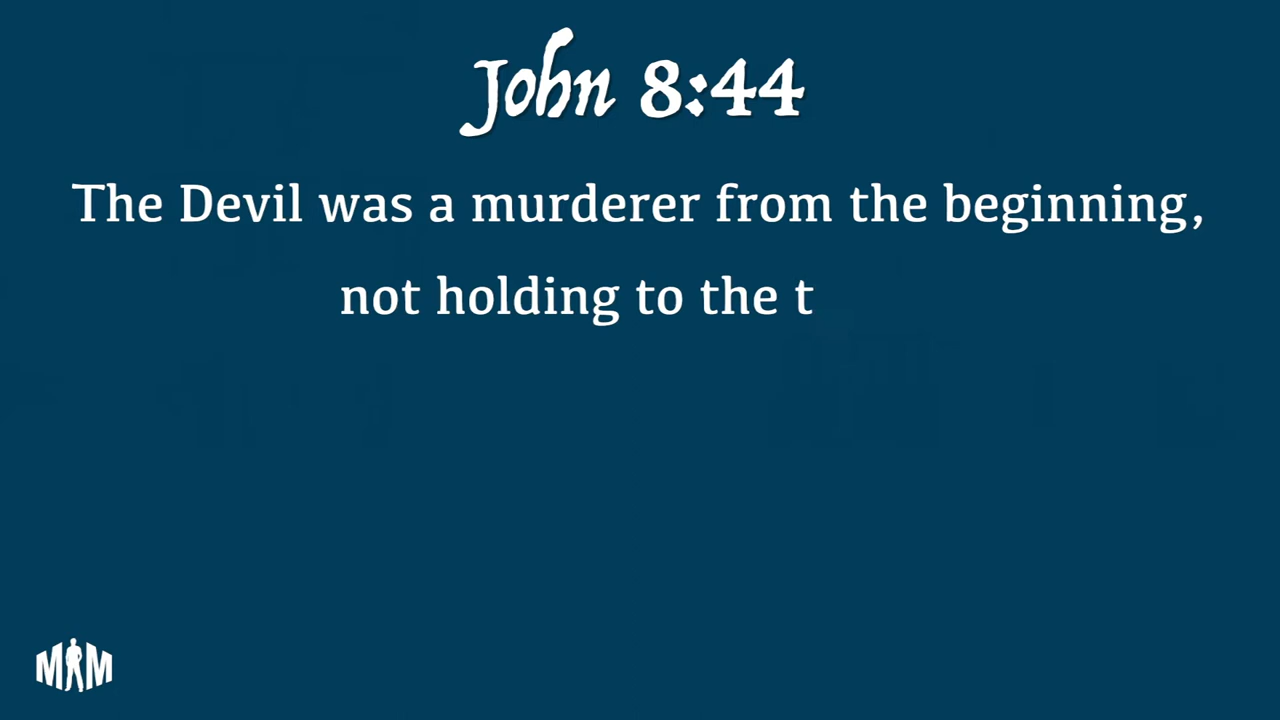 John 8:44
The Devil was a murderer from the beginning,
not holding to the t
MM